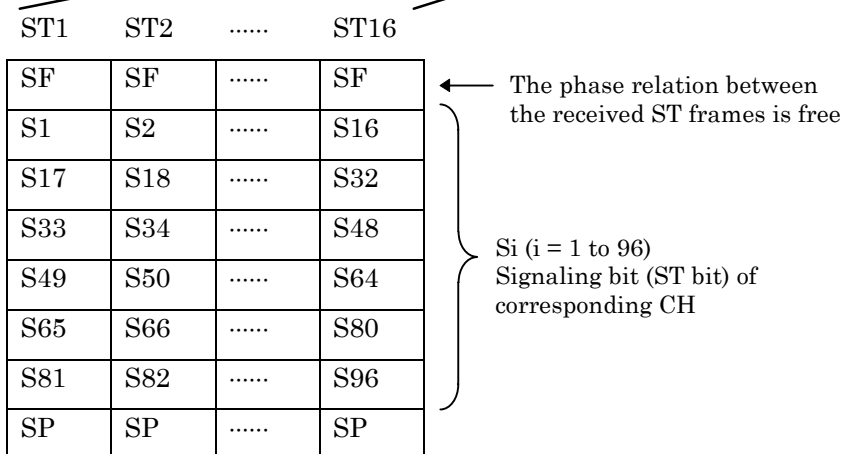 ST1 ST2 ...... ST16
SF SF ...... SF
The phase relation between
the received ST frames is free
S1 S2 ...... S16
S17 S18 ...... S32
S33 S34 ...... S48
Si (i = 1 to 96)
Signaling bit (ST bit) of
corresponding CH
S49 S50 ...... S64
S65 S66 ...... S80
S81 S82 ...... S96
SP SP ...... SP